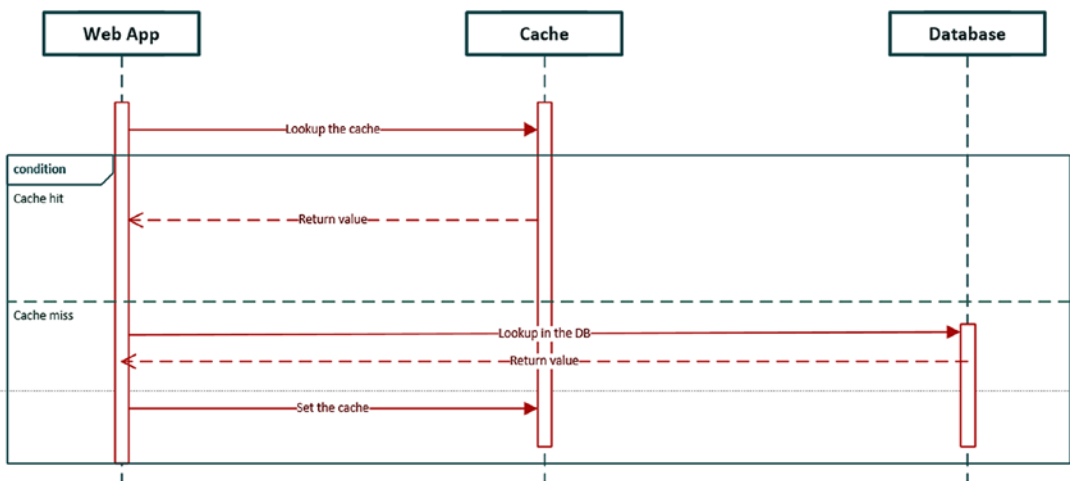 Web App
Cache
Database
Lookup the cache
condition
Cache hit
Return value
Cache miss
Lookup in the DB
Return value
Set the cache